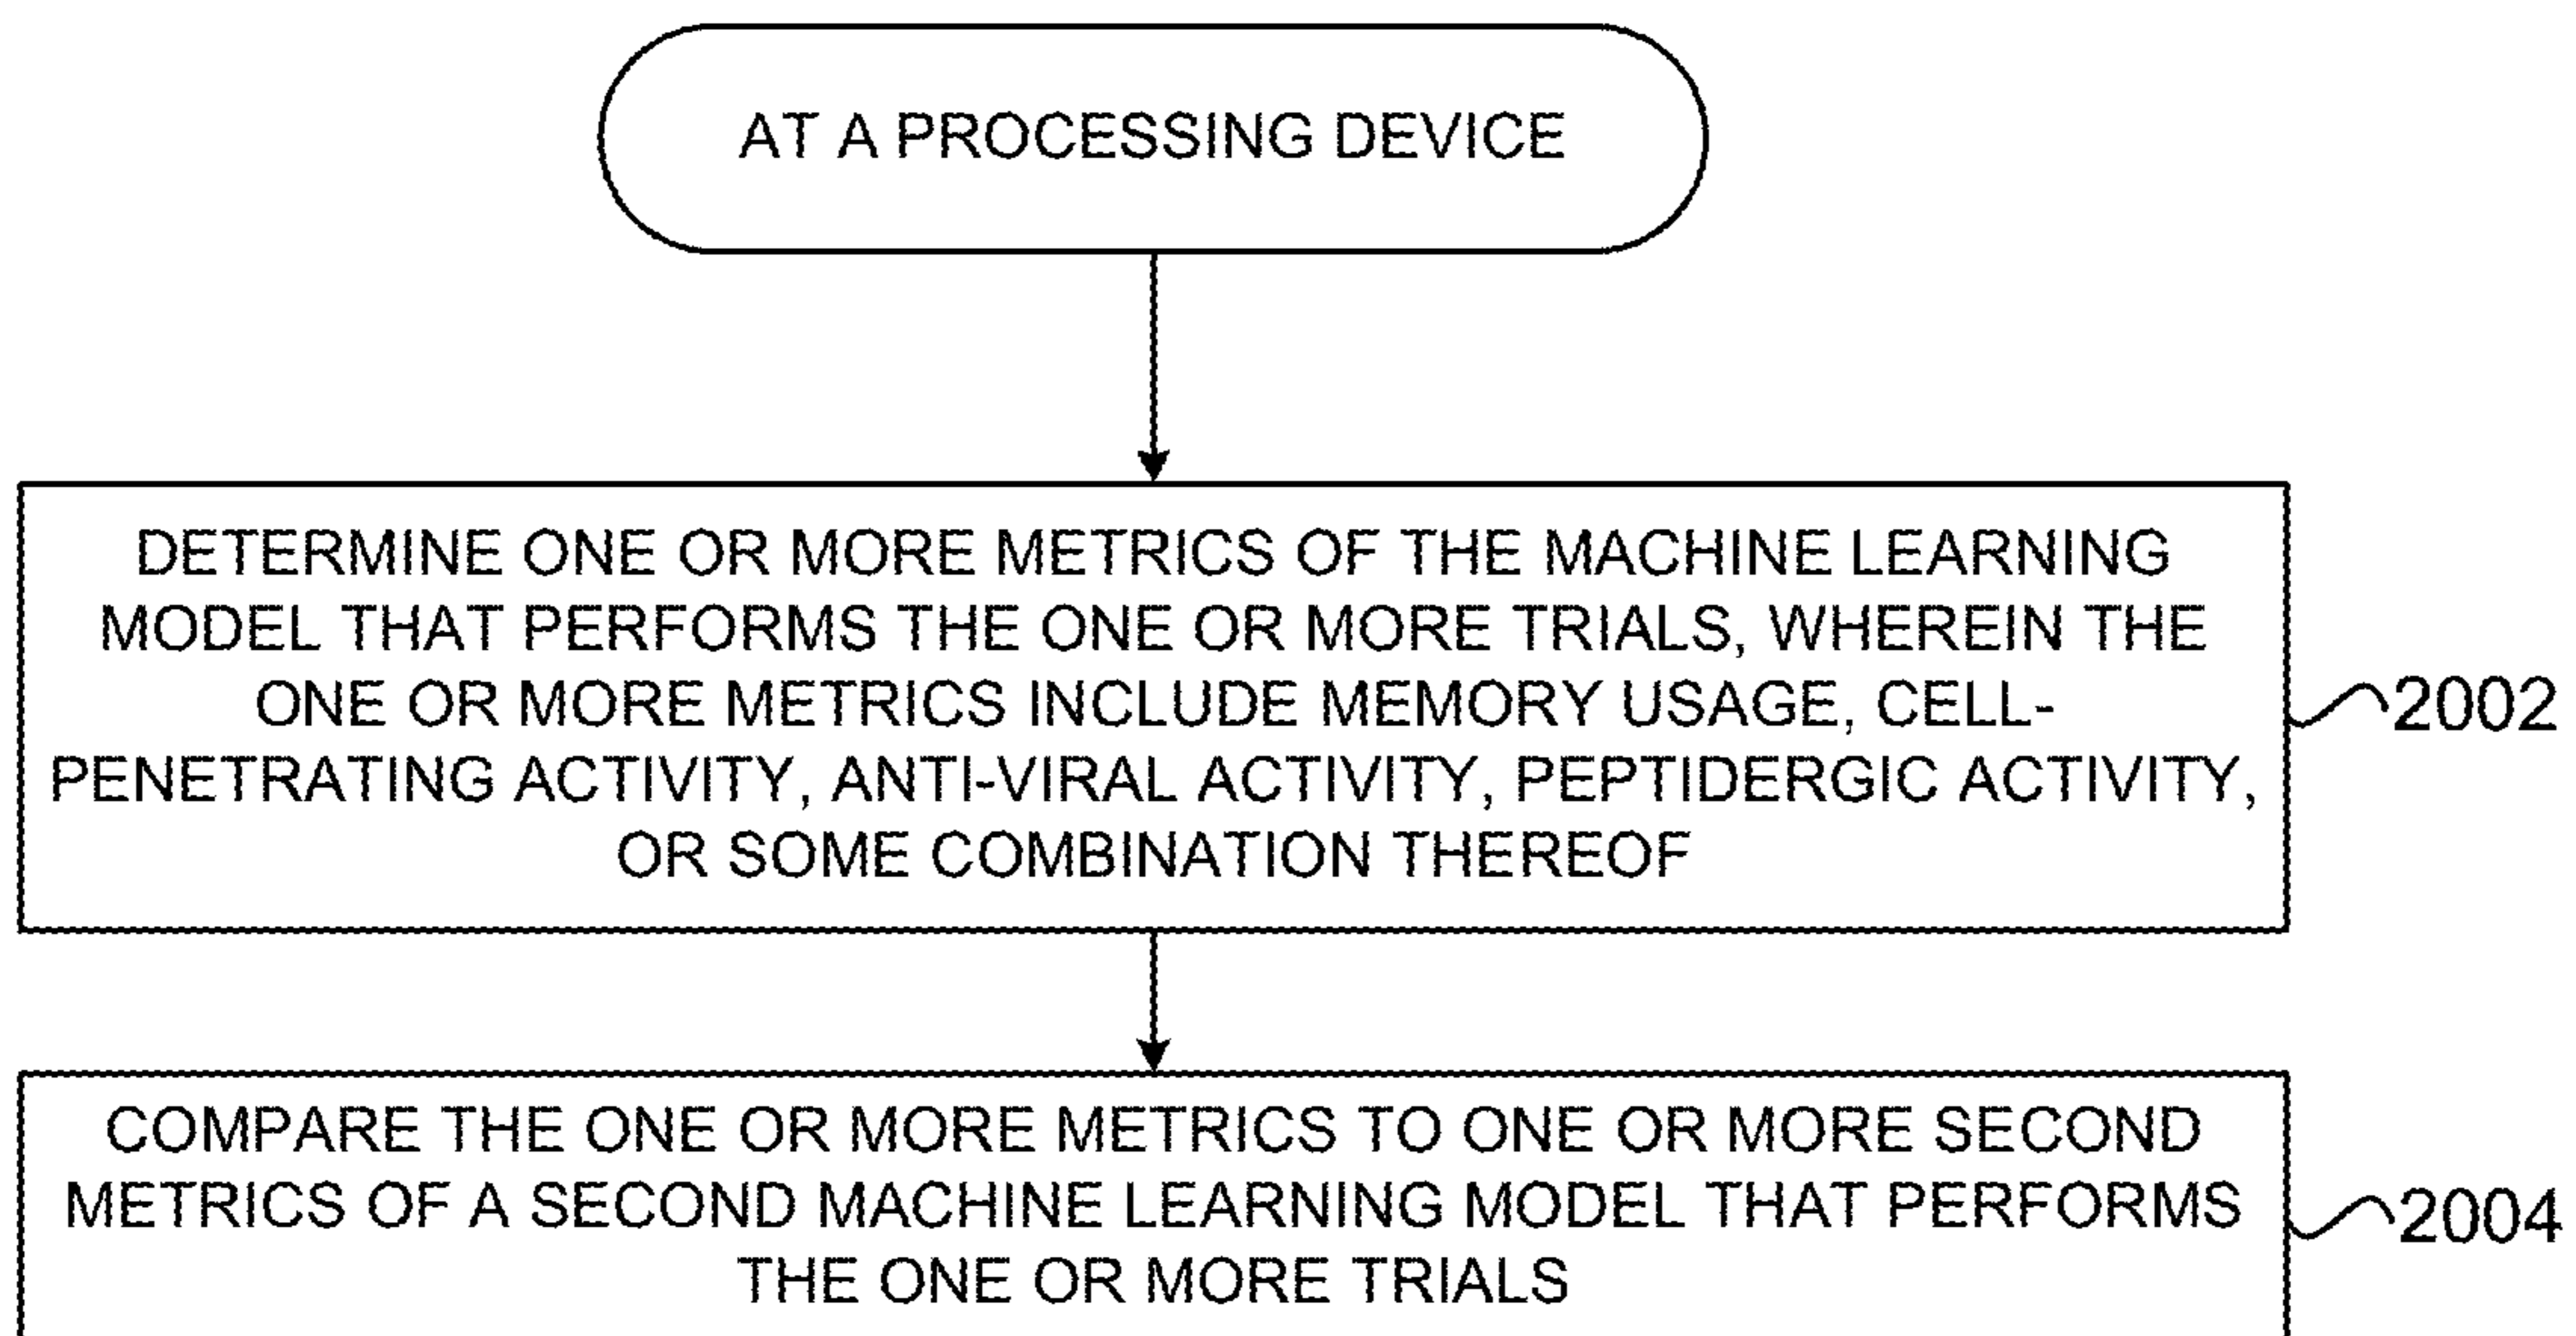 AT A PROCESSING DEVICE
DETERMINE ONE OR MORE METRICS OF THE MACHINE LEARNING
MODEL THAT PERFORMS THE ONE OR MORE TRIALS, WHEREIN THE
ONE OR MORE METRICS INCLUDE MEMORY USAGE, CELL-
PENETRATING ACTIVITY, ANTI-VIRAL ACTIVITY, PEPTIDERGIC ACTIVITY,
OR SOME COMBINATION THEREOF
2002
COMPARE THE ONE OR MORE METRICS TO ONE OR MORE SECOND
METRICS OF A SECOND MACHINE LEARNING MODEL THAT PERFORMS
THE ONE OR MORE TRIALS
2004